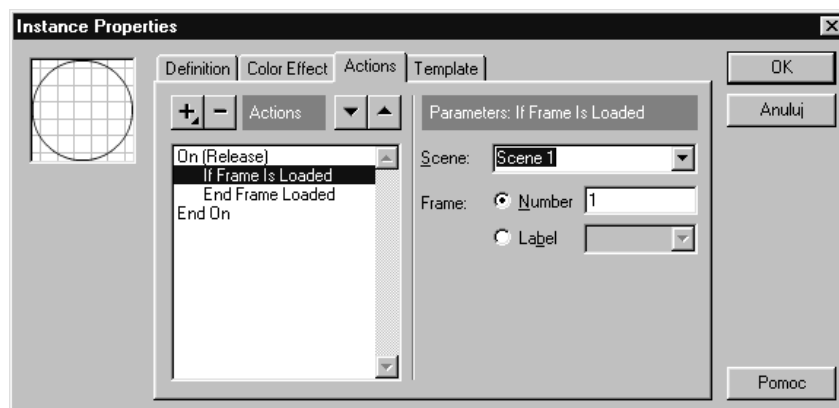 Instance Properties
Definition
Color Effect
Actions
Template
OK
Anuluj
Pomoc
Actions
On (Release)
If Frame Is Loaded
End Frame Loaded
End On
Parameters: If Frame Is Loaded
Scene: Scene 1
Frame: Number 1
Label